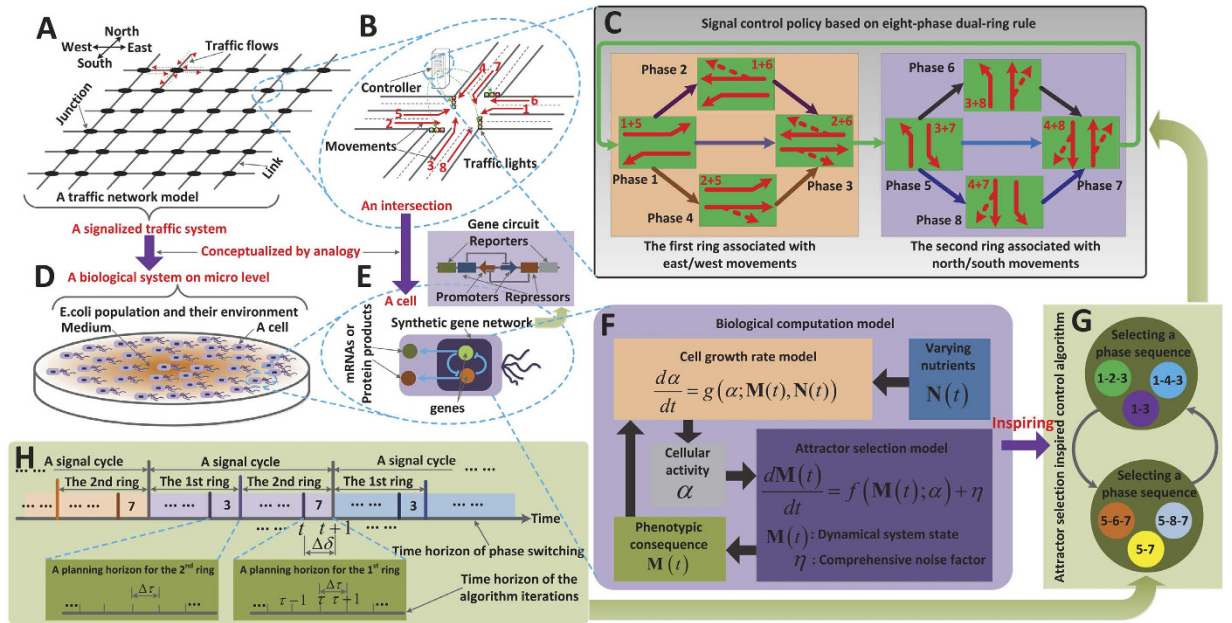 A
North
West
East
South
Traffic flows
Junction
Link
A traffic network model
A signalized traffic system
Conceptualized by analogy
A biological system on micro level
B
Controller
4
7
6
1
5
2
3
8
Movements
Traffic lights
An intersection
A cell
C
Signal control policy based on eight-phase dual-ring rule
Phase 2
1+6
1+5
2+6
Phase 1
Phase 3
2+5
Phase 4
The first ring associated with
east/west movements
Phase 6
3+8
3+7
4+8
Phase 5
Phase 7
4+7
Phase 8
The second ring associated with
north/south movements
D
E.coli population and their environment
Medium
A cell
E
Gene circuit
Reporters
Promoters
Repressors
Synthetic gene network
mRNAs or
Protein products
genes
F
Biological computation model
Cell growth rate model
dα/dt = g(α; M(t), N(t))
Varying
nutrients
N(t)
Cellular
activity
α
Attractor selection model
dM(t)/dt = f(M(t); α) + η
M(t): Dynamical system state
η : Comprehensive noise factor
Phenotypic
consequence
M(t)
Inspiring
G
Attractor selection inspired control algorithm
Selecting a
phase sequence
1-2-3
1-4-3
1-3
Selecting a
phase sequence
5-6-7
5-8-7
5-7
H
A signal cycle
A signal cycle
A signal cycle
... ...
... ...
The 2nd ring
The 1st ring
The 2nd ring
The 1st ring
... ...
7
... ...
3
... ...
7
... ...
3
... ...
Time
... ...
t
t+1
... ...
Δδ
Time horizon of phase switching
A planning horizon for the 2nd ring
Δτ
...
...
A planning horizon for the 1st ring
Δτ
...
τ−1
τ
τ+1
...
Time horizon of the
algorithm iterations